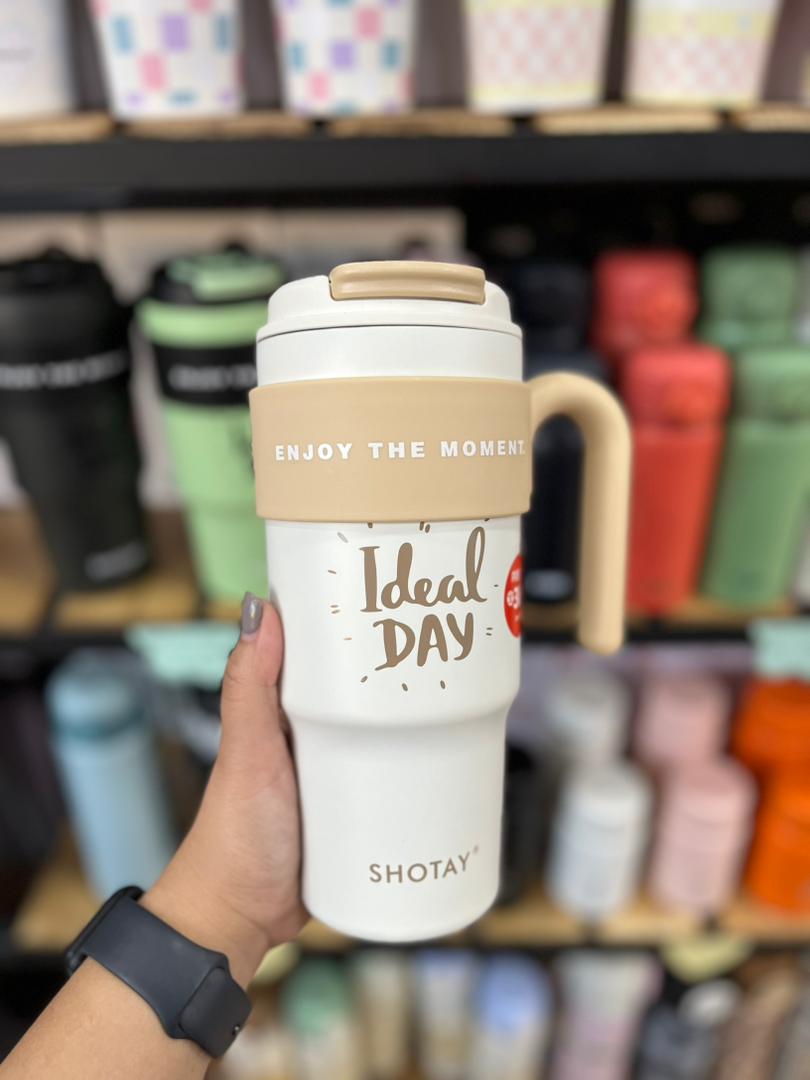 ENJOY THE MOMENT.
Ideal
DAY
SHOTAY®